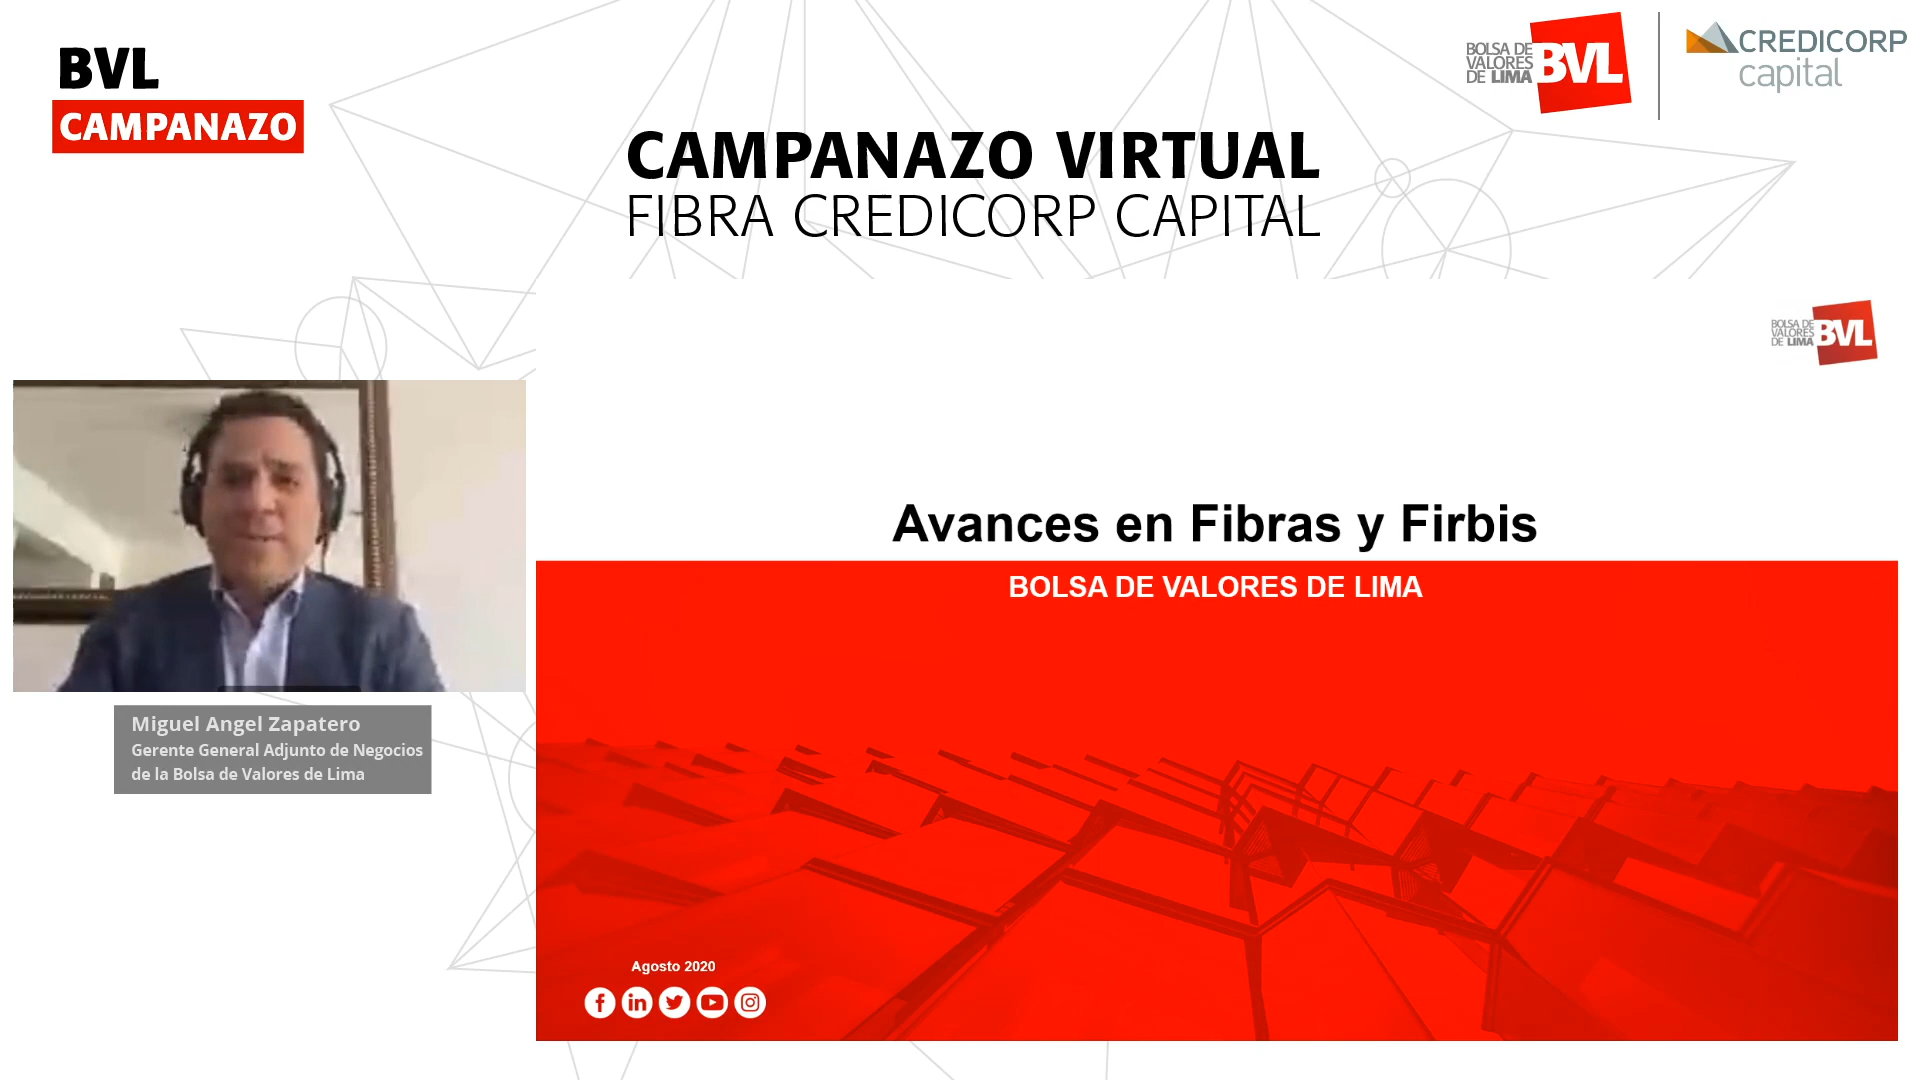 BVL
CAMPANAZO
BOLSA DE
VALORES
DE LIMA
BVL
CREDICORP
capital
CAMPANAZO VIRTUAL
FIBRA CREDICORP CAPITAL
BOLSA DE
VALORES
DE LIMA
BVL
Avances en Fibras y Firbis
BOLSA DE VALORES DE LIMA
Miguel Angel Zapatero
Gerente General Adjunto de Negocios
de la Bolsa de Valores de Lima
Agosto 2020